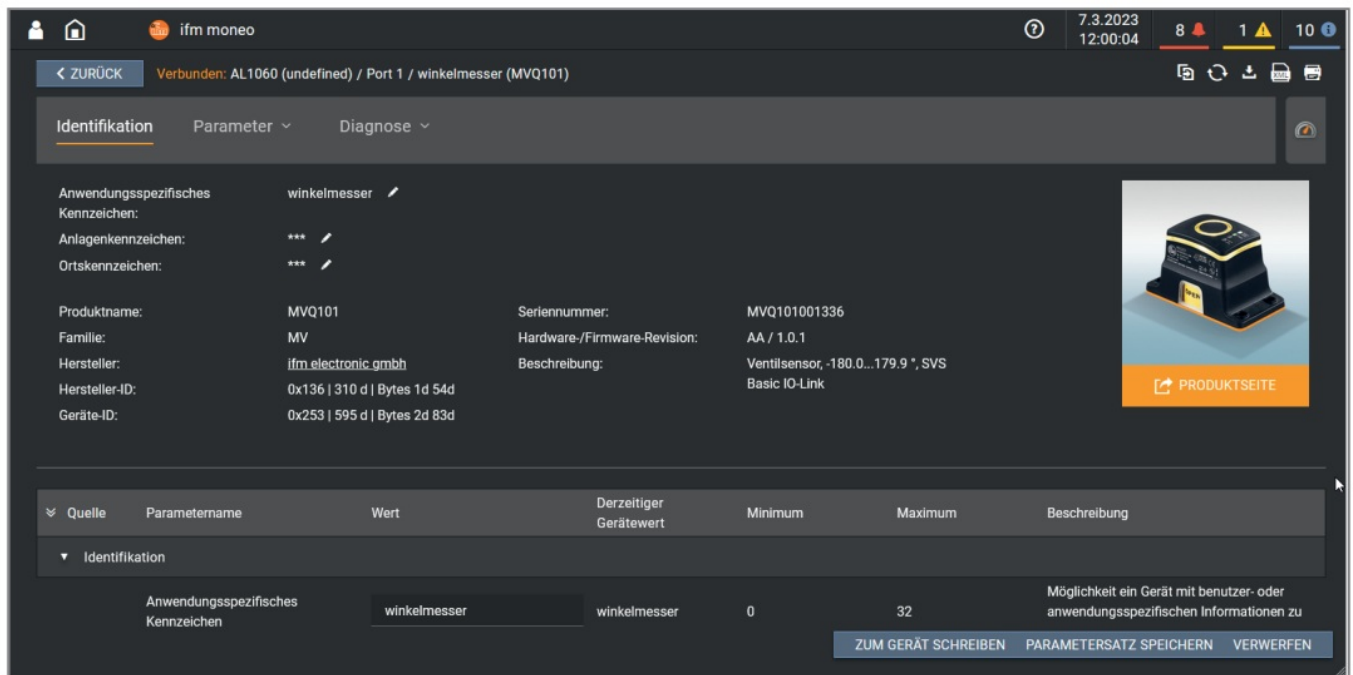 ifm moneo
7.3.2023
12:00:04
8
1
10
ZURÜCK
Verbunden: AL1060 (undefined) / Port 1 / winkelmesser (MVQ101)
XML
Identifikation Parameter Diagnose
Anwendungsspezifisches
Kennzeichen:
winkelmesser
Anlagenkennzeichen: ***
Ortskennzeichen: ***
Produktname: MVQ101 Seriennummer: MVQ101001336
Familie: MV Hardware-/Firmware-Revision: AA / 1.0.1
Hersteller: ifm electronic gmbh Beschreibung: Ventilsensor, -180.0...179.9 °, SVS
Basic IO-Link
Hersteller-ID: 0x136 | 310 d | Bytes 1d 54d
Geräte-ID: 0x253 | 595 d | Bytes 2d 83d
PRODUKTSEITE
Quelle Parametername Wert Derzeitiger
Gerätewert Minimum Maximum Beschreibung
Identifikation
Anwendungsspezifisches
Kennzeichen
winkelmesser winkelmesser 0 32
Möglichkeit ein Gerät mit benutzer- oder
anwendungsspezifischen Informationen zu
ZUM GERÄT SCHREIBEN PARAMETERSATZ SPEICHERN VERWERFEN